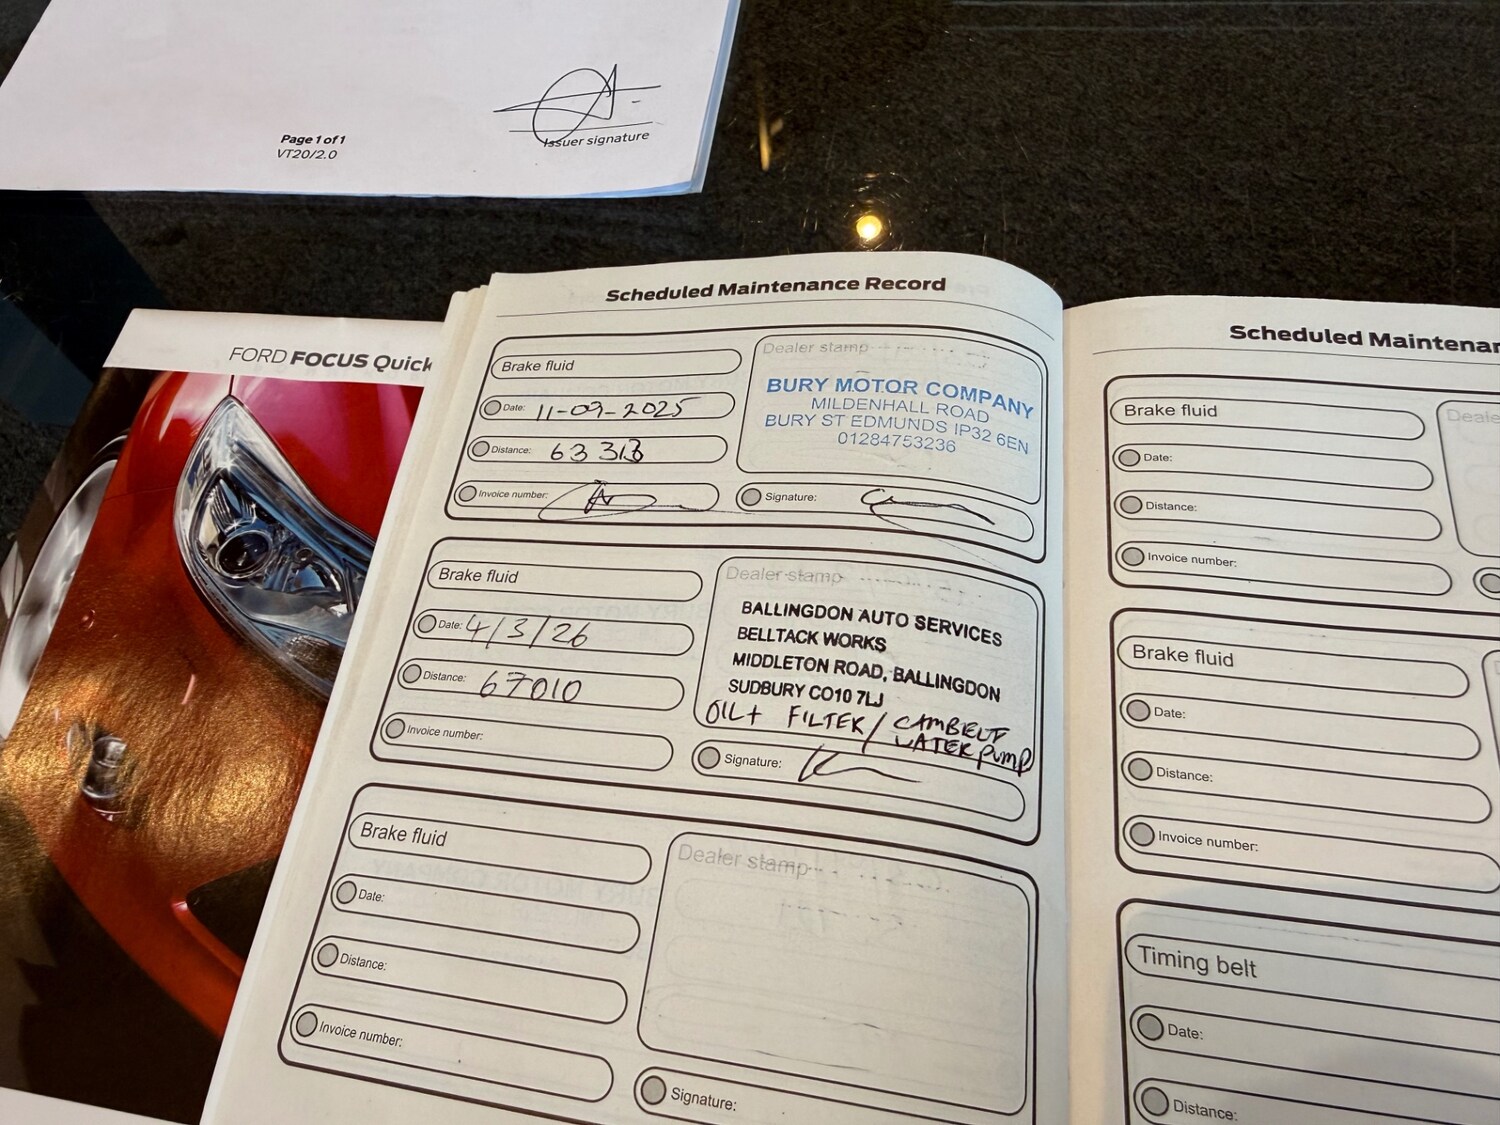 Issuer signature
Page 1 of 1
VT20/2.0
FORD FOCUS Quick
Scheduled Maintenance Record
Brake fluid
Date: 11-09-2025
Distance: 63 313
Invoice number:
Dealer stamp
BURY MOTOR COMPANY
MILDENHALL ROAD
BURY ST EDMUNDS IP32 6EN
01284753236
Signature:
Brake fluid
Date: 4/3/26
Distance: 67010
Invoice number:
Dealer stamp
BALLINGDON AUTO SERVICES
BELLTACK WORKS
MIDDLETON ROAD, BALLINGDON
SUDBURY CO10 7LJ
OIL+ FILTER / CAMBELT
WATER PUMP
Signature:
Brake fluid
Date:
Distance:
Invoice number:
Dealer stamp
Signature:
Scheduled Maintenan
Brake fluid
Date:
Distance:
Invoice number:
Deale
Brake fluid
Date:
Distance:
Invoice number:
Timing belt
Date:
Distance: